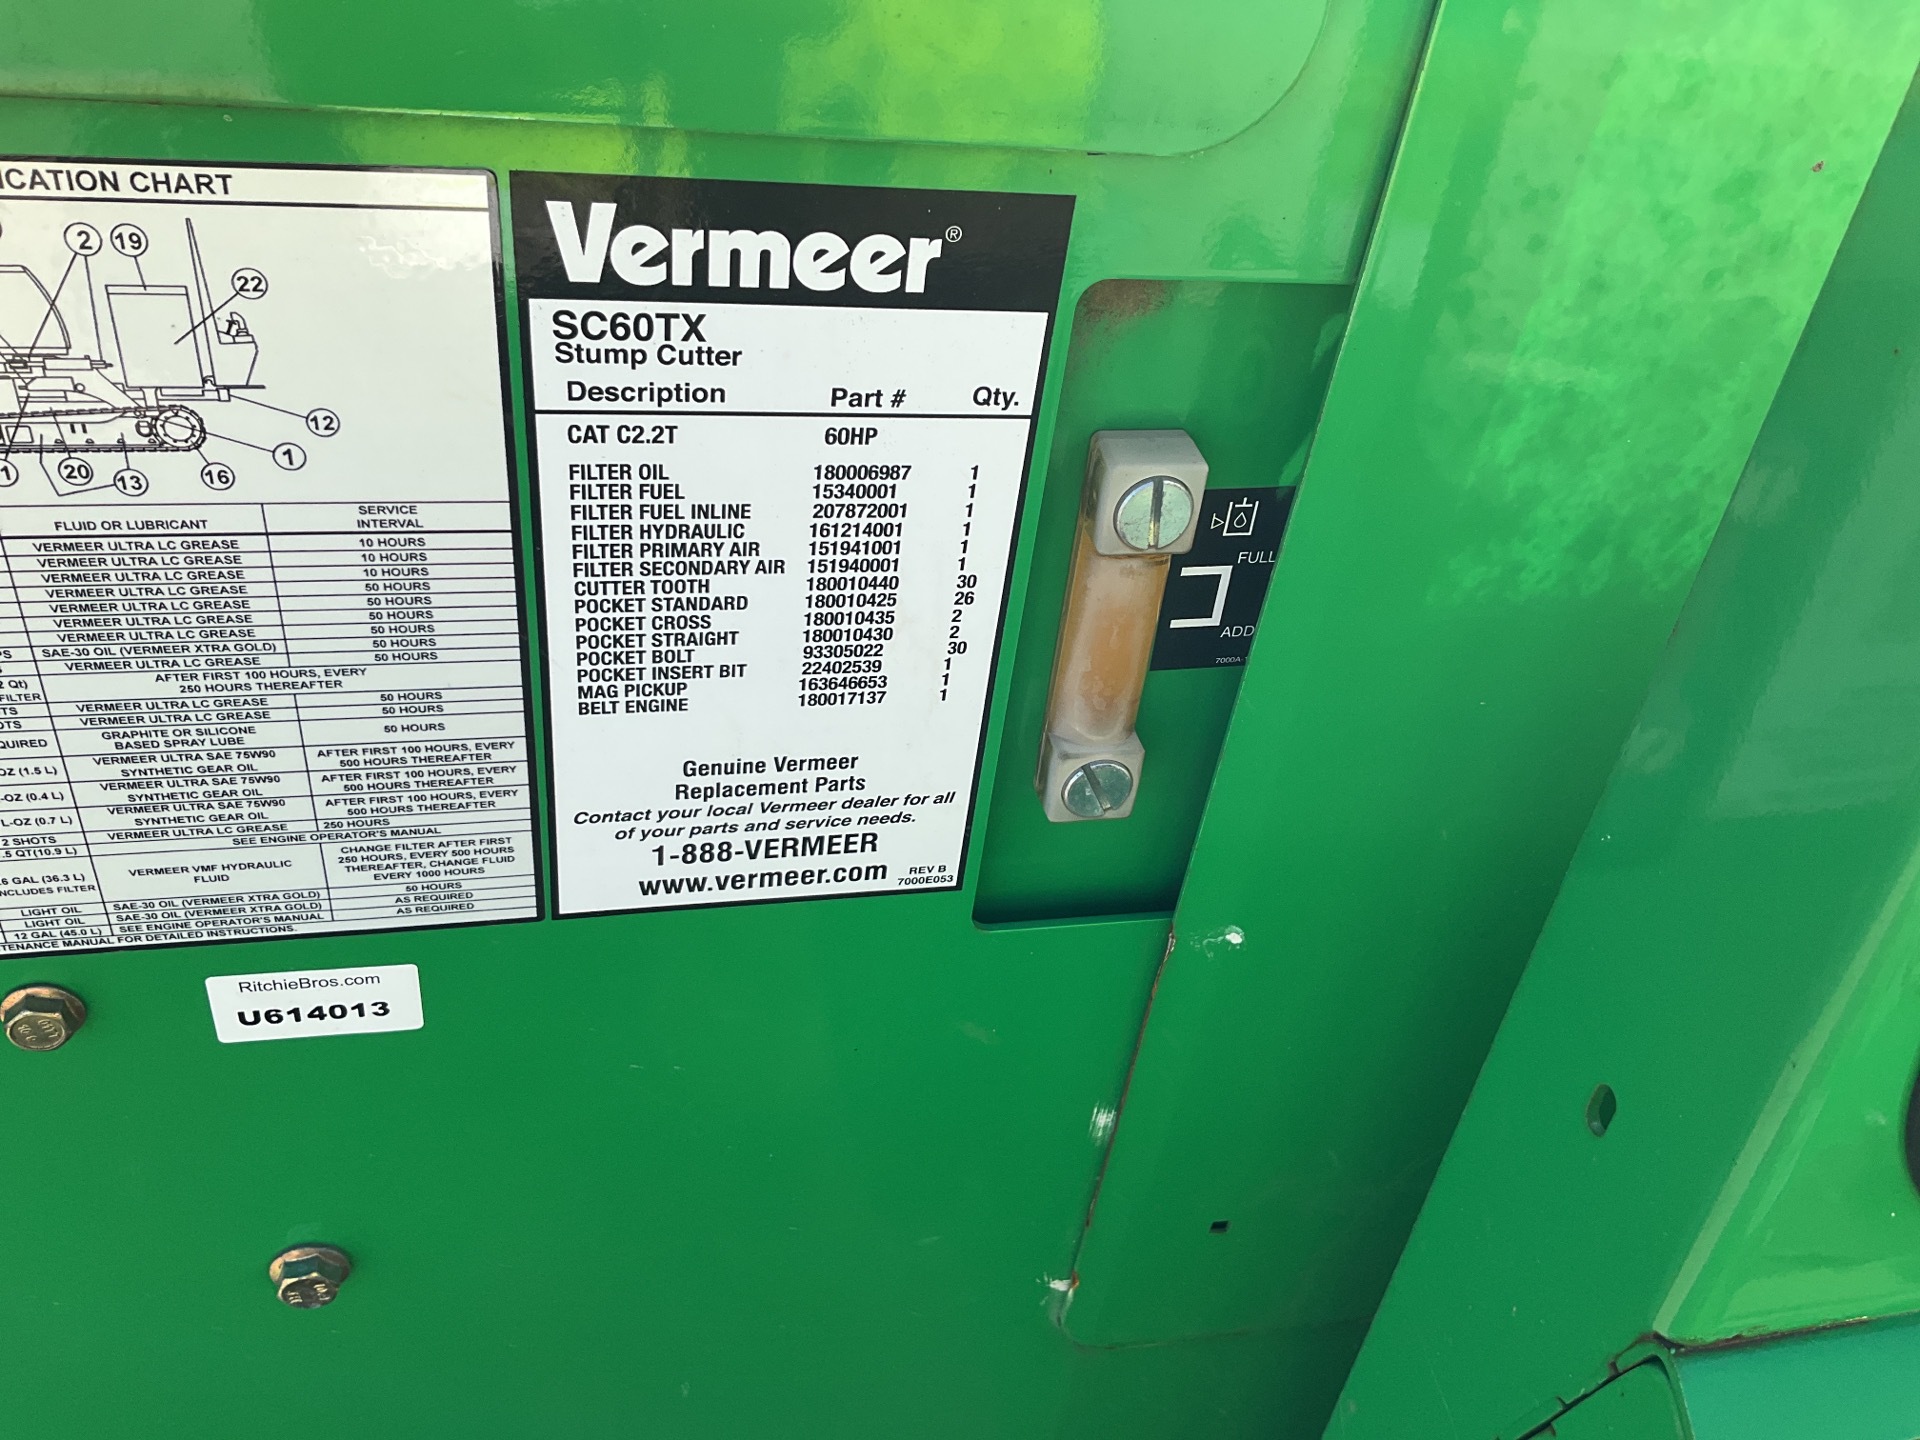 ICATION CHART
2 19
22
12
1
1 20 13 16
FLUID OR LUBRICANT SERVICE INTERVAL
VERMEER ULTRA LC GREASE 10 HOURS
VERMEER ULTRA LC GREASE 10 HOURS
VERMEER ULTRA LC GREASE 10 HOURS
VERMEER ULTRA LC GREASE 50 HOURS
VERMEER ULTRA LC GREASE 50 HOURS
VERMEER ULTRA LC GREASE 50 HOURS
VERMEER ULTRA LC GREASE 50 HOURS
PS SAE-30 OIL (VERMEER XTRA GOLD) 50 HOURS
VERMEER ULTRA LC GREASE 50 HOURS
2 Qt) AFTER FIRST 100 HOURS, EVERY
FILTER 250 HOURS THEREAFTER
TS VERMEER ULTRA LC GREASE 50 HOURS
OTS VERMEER ULTRA LC GREASE 50 HOURS
QUIRED GRAPHITE OR SILICONE BASED SPRAY LUBE 50 HOURS
OZ (1.5 L) VERMEER ULTRA SAE 75W90 SYNTHETIC GEAR OIL AFTER FIRST 100 HOURS, EVERY 500 HOURS THEREAFTER
-OZ (0.4 L) VERMEER ULTRA SAE 75W90 SYNTHETIC GEAR OIL AFTER FIRST 100 HOURS, EVERY 500 HOURS THEREAFTER
L-OZ (0.7 L) VERMEER ULTRA SAE 75W90 SYNTHETIC GEAR OIL AFTER FIRST 100 HOURS, EVERY 500 HOURS THEREAFTER
2 SHOTS VERMEER ULTRA LC GREASE 250 HOURS
.5 QT(10.9 L) SEE ENGINE OPERATOR'S MANUAL
6 GAL (36.3 L) VERMEER VMF HYDRAULIC FLUID CHANGE FILTER AFTER FIRST 250 HOURS, EVERY 500 HOURS THEREAFTER, CHANGE FLUID EVERY 1000 HOURS
NCLUDES FILTER
50 HOURS
LIGHT OIL SAE-30 OIL (VERMEER XTRA GOLD) AS REQUIRED
LIGHT OIL SAE-30 OIL (VERMEER XTRA GOLD) AS REQUIRED
12 GAL (45.0 L) SEE ENGINE OPERATOR'S MANUAL
TENANCE MANUAL FOR DETAILED INSTRUCTIONS.
Vermeer®
SC60TX
Stump Cutter
Description Part # Qty.
CAT C2.2T 60HP
FILTER OIL 180006987 1
FILTER FUEL 15340001 1
FILTER FUEL INLINE 207872001 1
FILTER HYDRAULIC 161214001 1
FILTER PRIMARY AIR 151941001 1
FILTER SECONDARY AIR 151940001 1
CUTTER TOOTH 180010440 30
POCKET STANDARD 180010425 26
POCKET CROSS 180010435 2
POCKET STRAIGHT 180010430 2
POCKET BOLT 93305022 30
POCKET INSERT BIT 22402539 1
MAG PICKUP 163646653 1
BELT ENGINE 180017137 1
Genuine Vermeer
Replacement Parts
Contact your local Vermeer dealer for all
of your parts and service needs.
1-888-VERMEER
www.vermeer.com
REV B
7000E053
FULL
ADD
7000A-1
RitchieBros.com
U614013